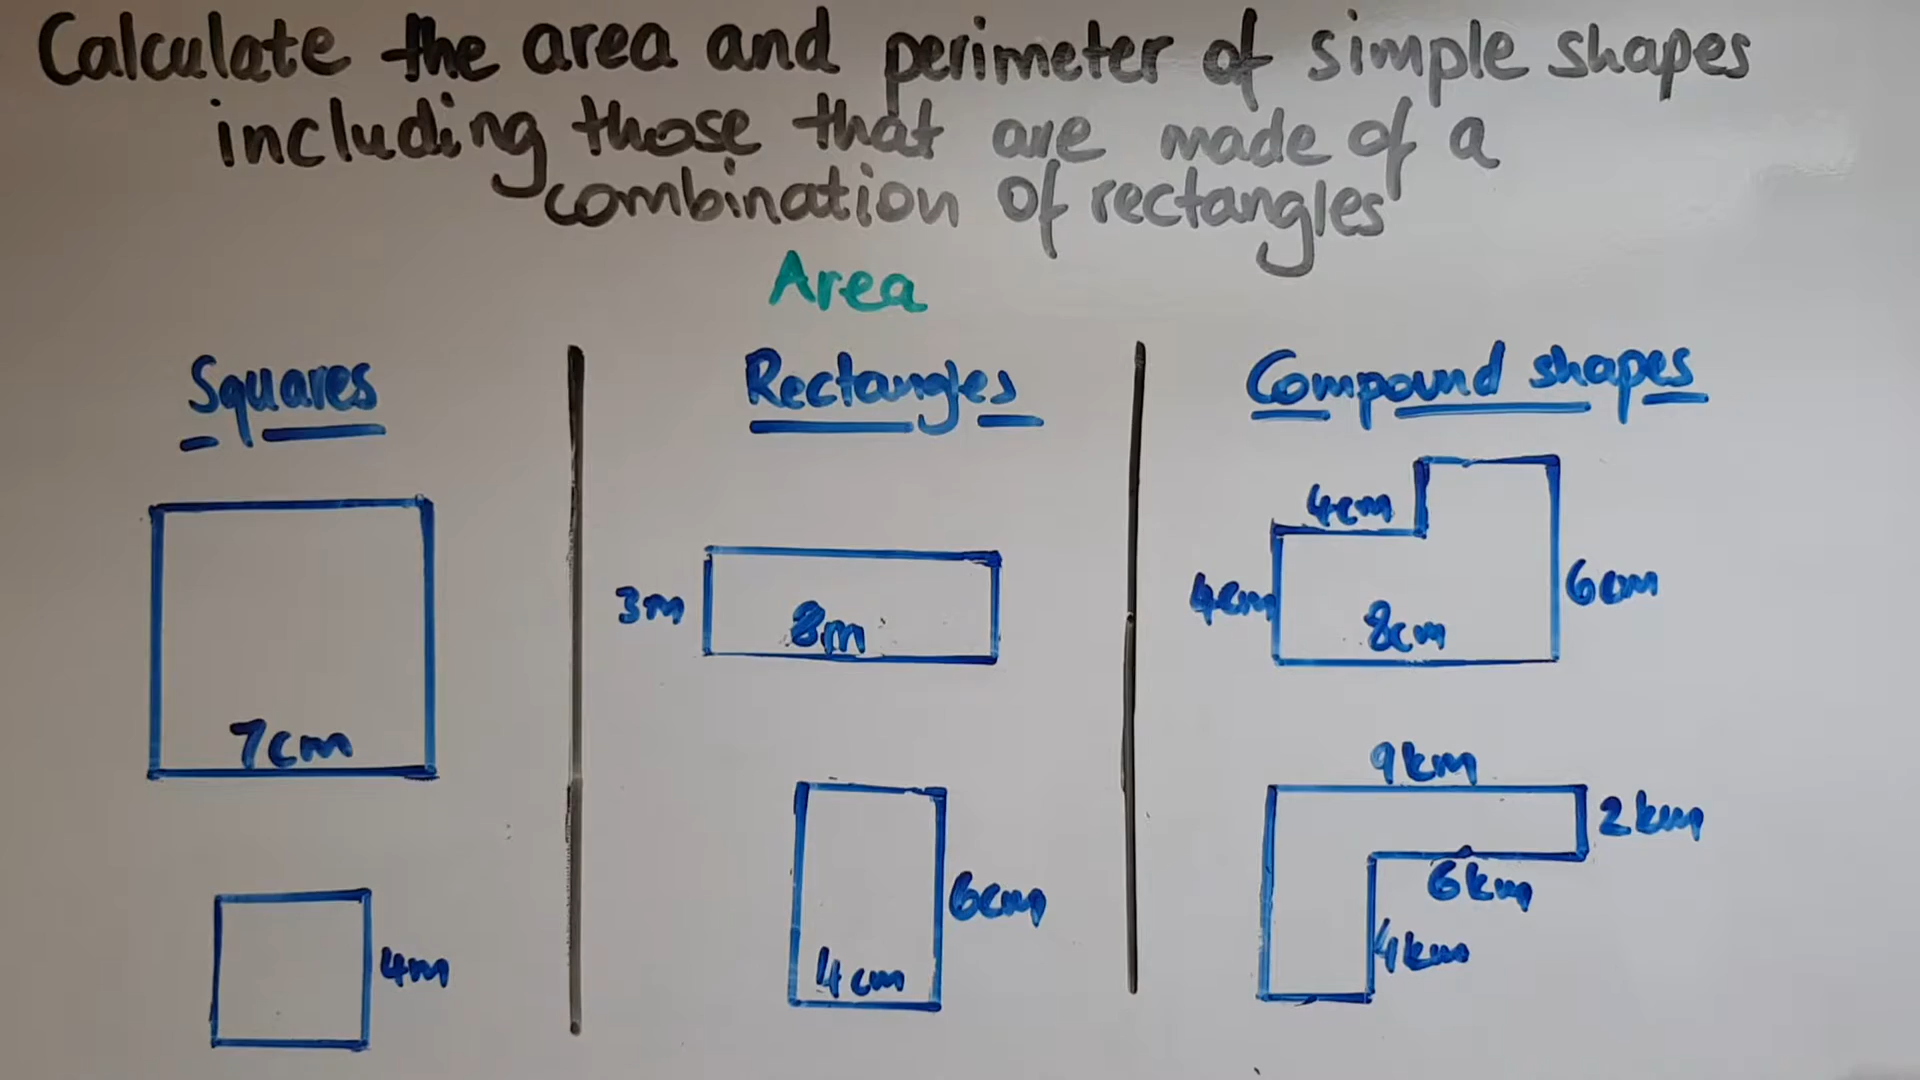 Calculate the area and perimeter of simple shapes
including those that are made of a
combination of rectangles
Area
Squares
Rectangles
Compound shapes
7cm
4m
3m
8m
6cm
4cm
4cm
4cm
6cm
8cm
9km
2km
6km
4km